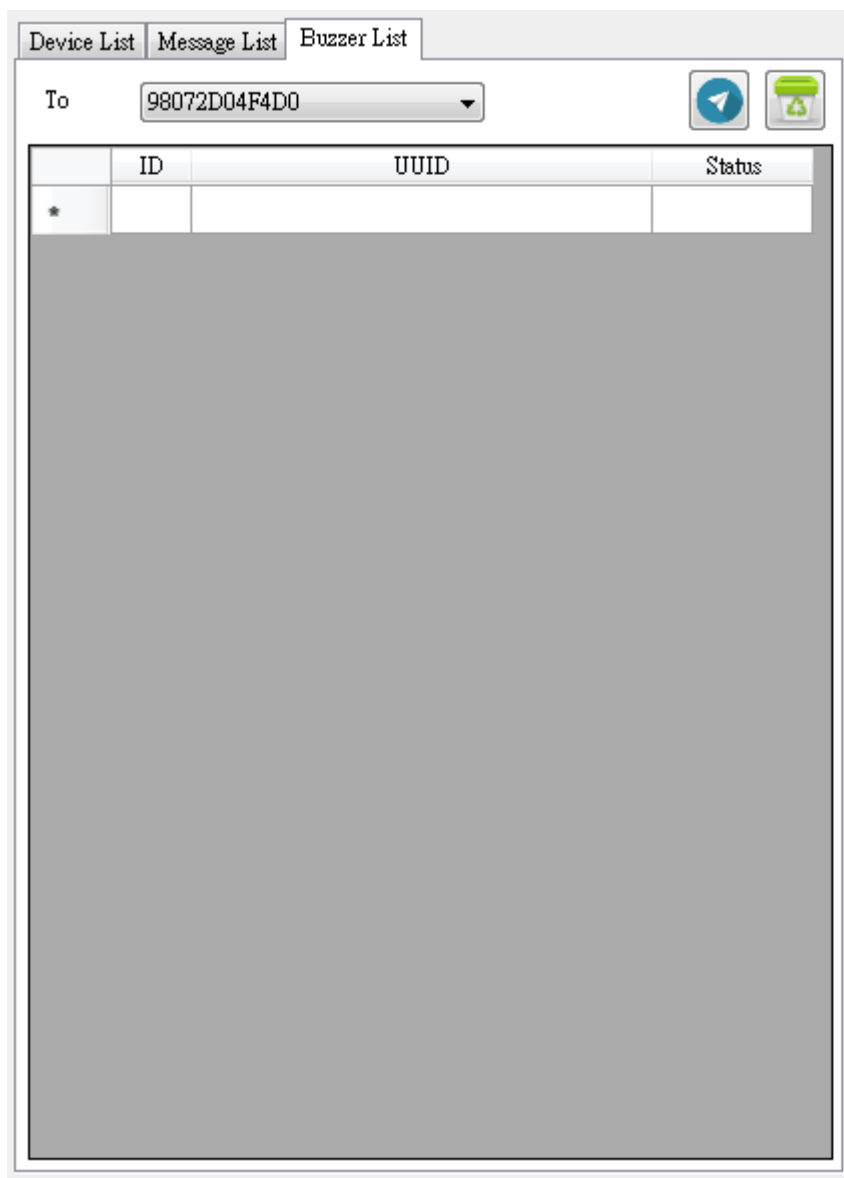 Device List Message List Buzzer List
To 98072D04F4D0
ID UUID Status
*